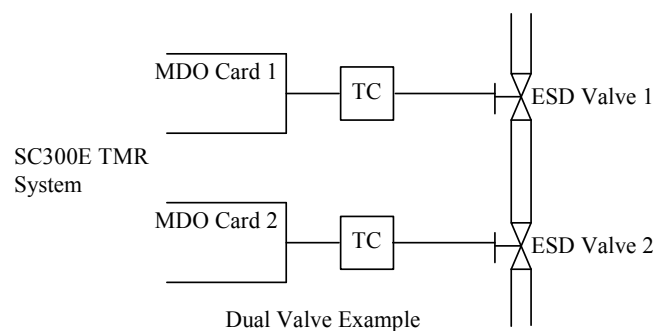 MDO Card 1
TC
ESD Valve 1
SC300E TMR
System
MDO Card 2
TC
ESD Valve 2
Dual Valve Example